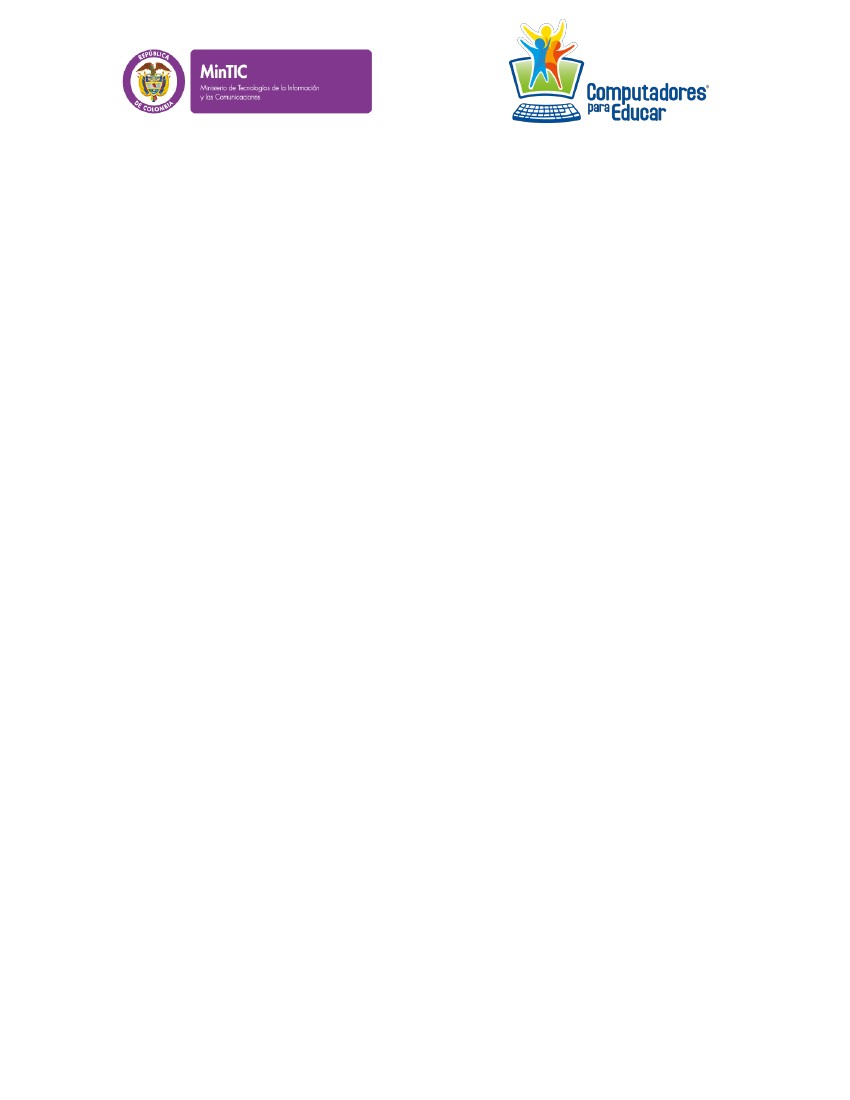 REPÚBLICA
DE COLOMBIA
MinTIC
Ministerio de Tecnologías de la Información
y las Comunicaciones
Computadores®
para Educar